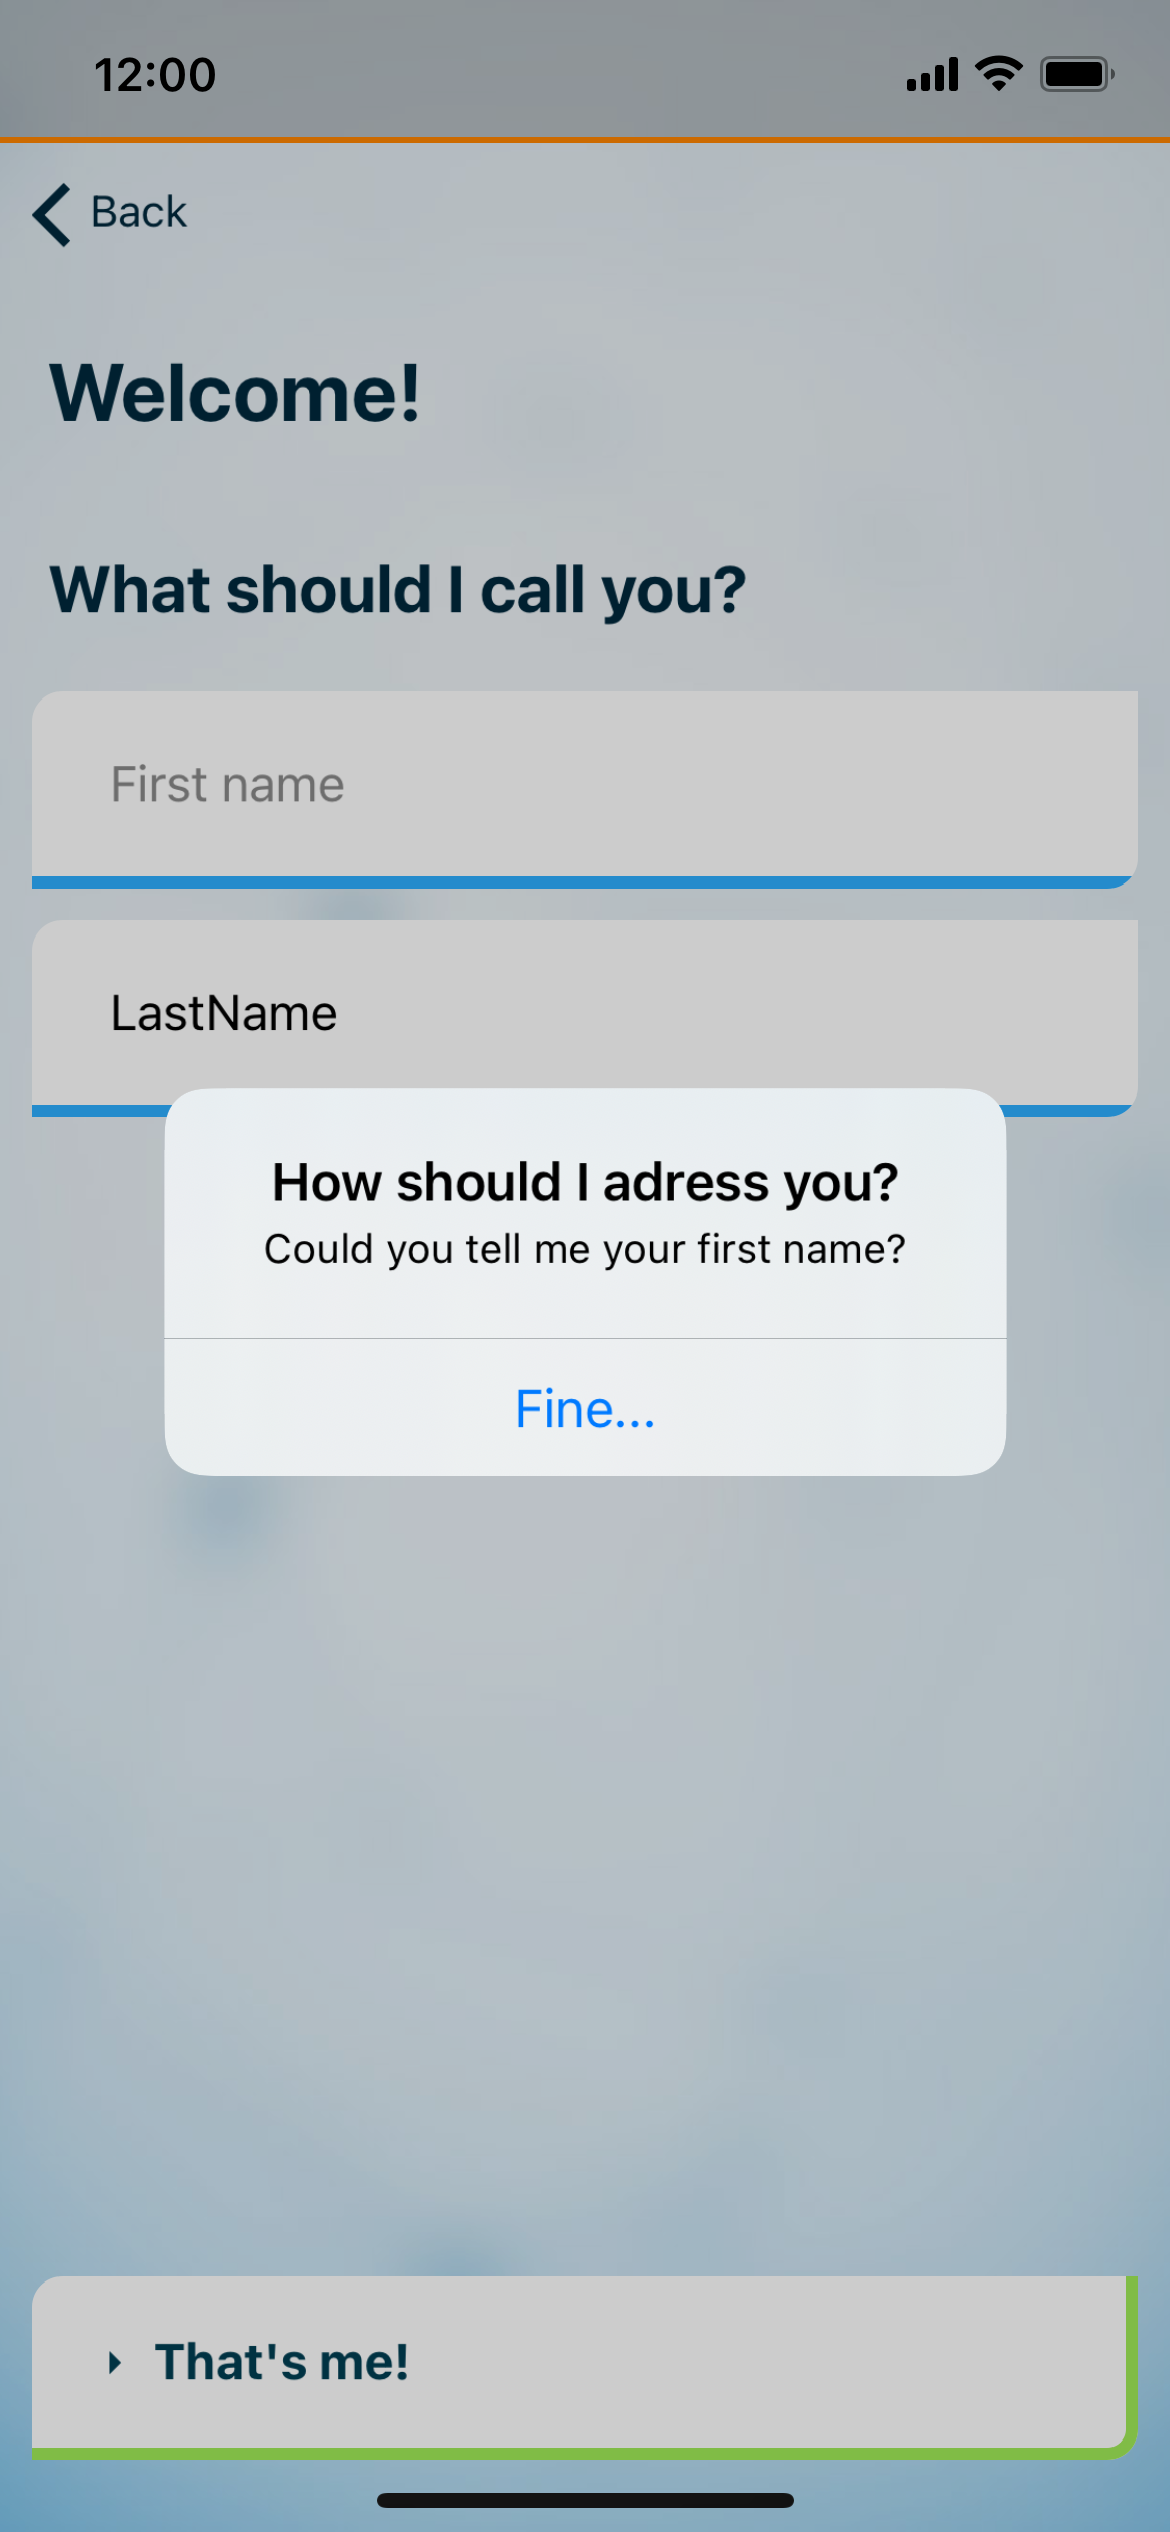 12:00
Back
Welcome!
What should I call you?
First name
LastName
How should I adress you?
Could you tell me your first name?
Fine...
That's me!